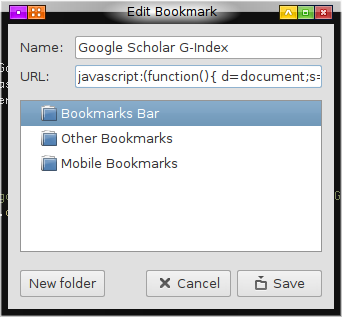 Edit Bookmark
Name: Google Scholar G-Index
URL: javascript:(function(){ d=document;s=
Bookmarks Bar
Other Bookmarks
Mobile Bookmarks
New folder Cancel Save